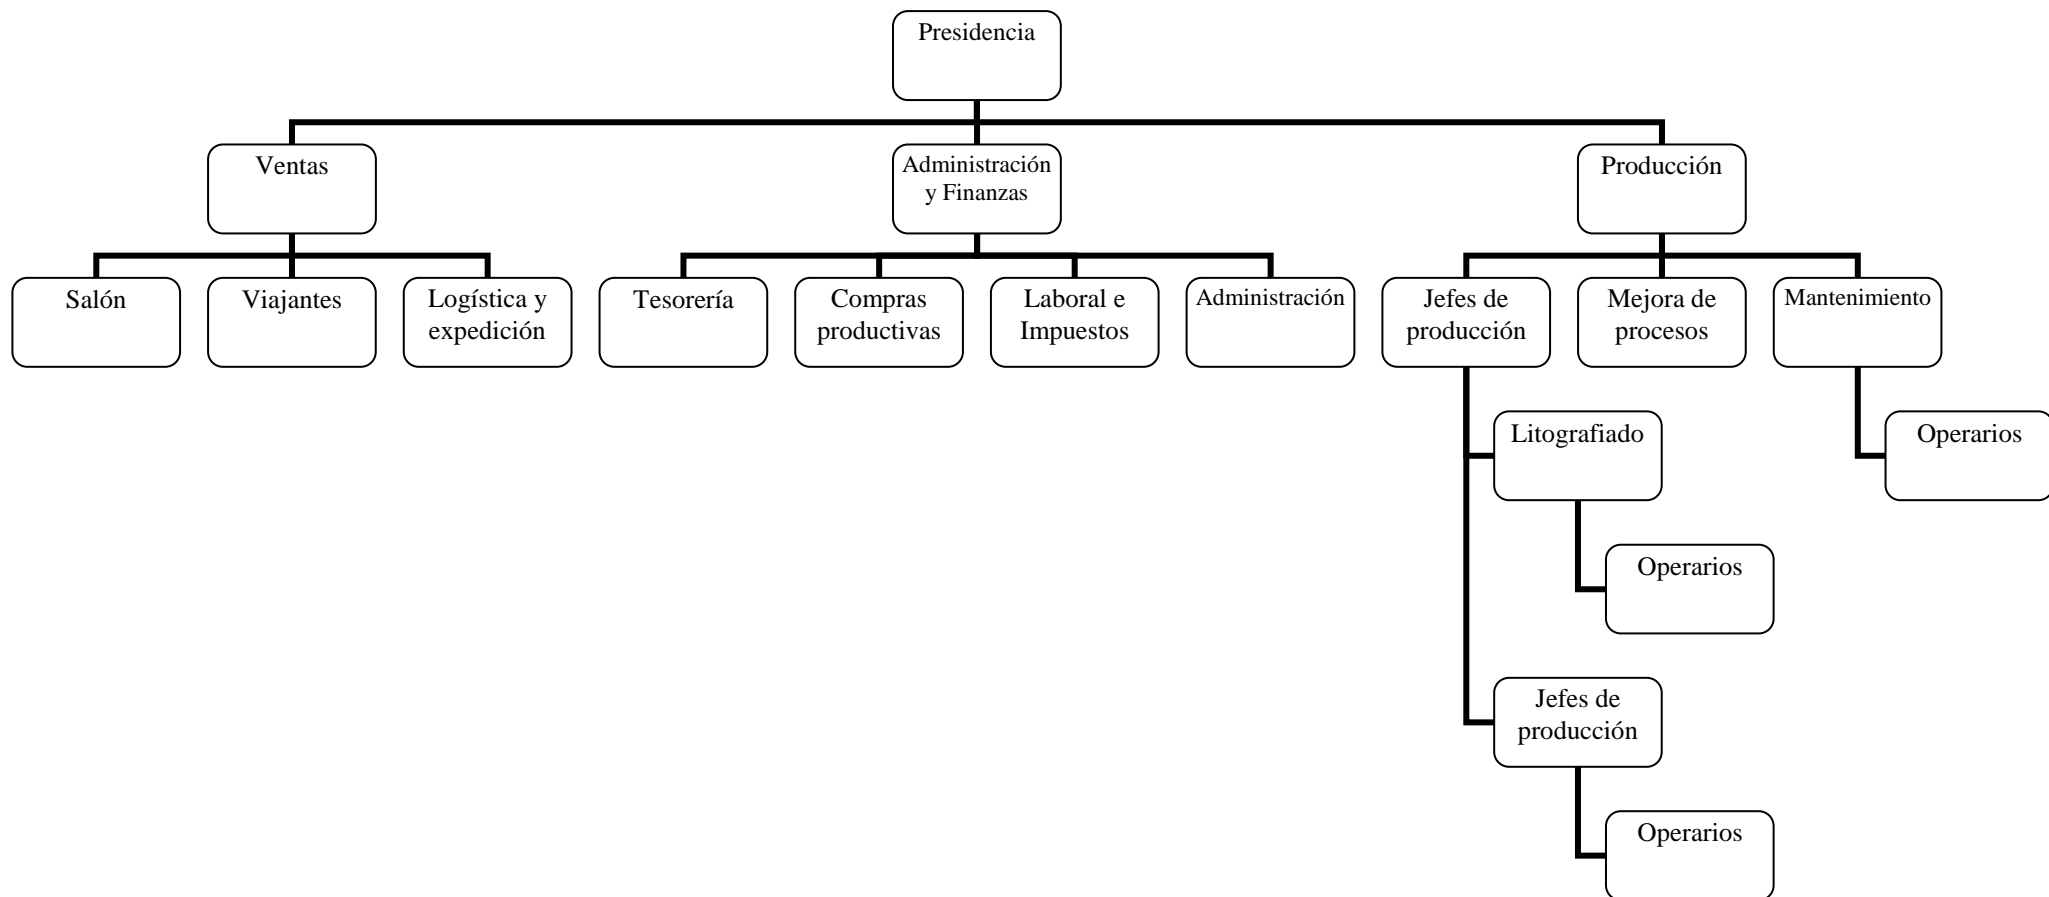 Presidencia
Ventas
Administración
y Finanzas
Producción
Salón
Viajantes
Logística y
expedición
Tesorería
Compras
productivas
Laboral e
Impuestos
Administración
Jefes de
producción
Mejora de
procesos
Mantenimiento
Litografiado
Operarios
Operarios
Jefes de
producción
Operarios